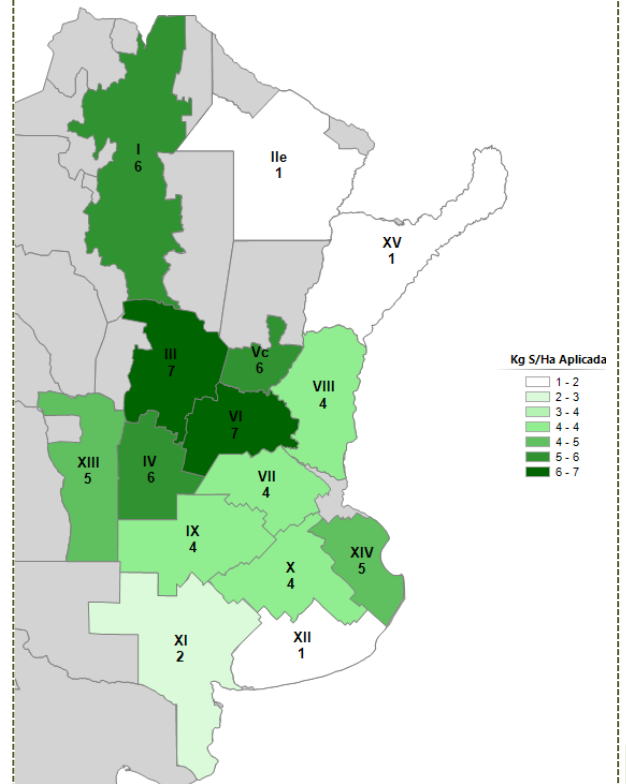 I
6
IIe
1
XV
1
III
7
Vc
6
VIII
4
VI
7
XIII
5
IV
6
VII
4
IX
4
X
4
XIV
5
XI
2
XII
1
Kg S/Ha Aplicada
1 - 2
2 - 3
3 - 4
4 - 4
4 - 5
5 - 6
6 - 7